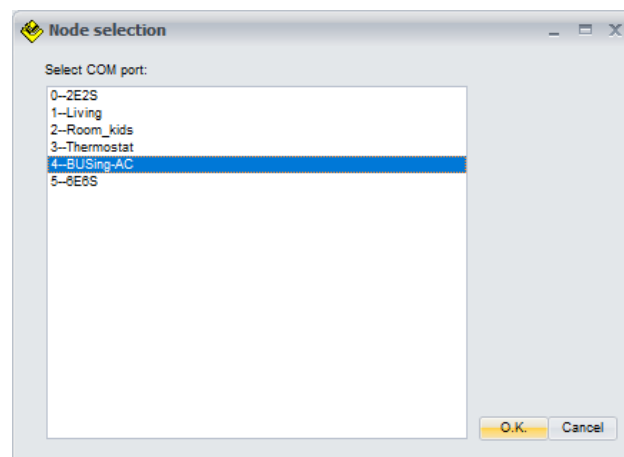 Node selection
Select COM port:
0--2E2S
1--Living
2--Room_kids
3--Thermostat
4--BUSing-AC
5--6E6S
O.K.
Cancel